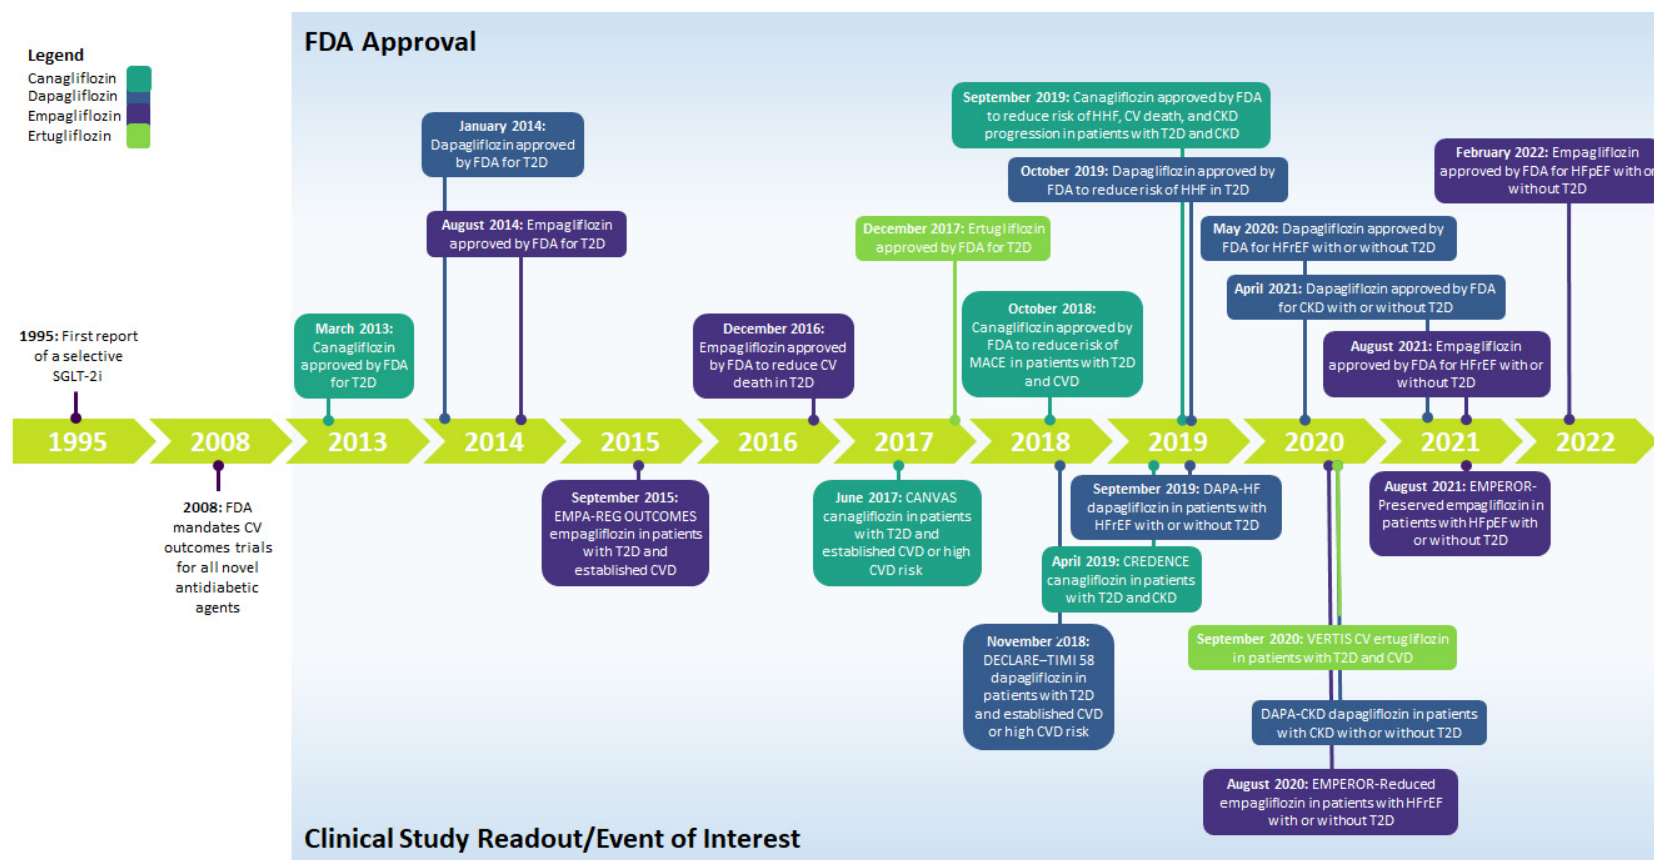 FDA Approval
Legend
Canagliflozin
Dapagliflozin
Empagliflozin
Ertugliflozin
January 2014:
Dapagliflozin approved
by FDA for T2D
August 2014: Empagliflozin
approved by FDA for T2D
September 2019: Canagliflozin approved by FDA
to reduce risk of HHF, CV death, and CKD
progression in patients with T2D and CKD
October 2019: Dapagliflozin approved by
FDA to reduce risk of HHF in T2D
February 2022: Empagliflozin
approved by FDA for HFpEF with or
without T2D
December 2017: Ertugliflozin
approved by FDA for T2D
May 2020: Dapagliflozin approved by
FDA for HFrEF with or without T2D
April 2021: Dapagliflozin approved by FDA
for CKD with or without T2D
1995: First report
of a selective
SGLT-2i
March 2013:
Canagliflozin
approved by FDA
for T2D
December 2016:
Empagliflozin approved
by FDA to reduce CV
death in T2D
October 2018:
Canagliflozin approved by
FDA to reduce risk of
MACE in patients with T2D
and CVD
August 2021: Empagliflozin
approved by FDA for HFrEF with or
without T2D
1995
2008
2013
2014
2015
2016
2017
2018
2019
2020
2021
2022
2008: FDA
mandates CV
outcomes trials
for all novel
antidiabetic
agents
September 2015:
EMPA-REG OUTCOMES
empagliflozin in patients
with T2D and
established CVD
June 2017: CANVAS
canagliflozin in patients
with T2D and
established CVD or high
CVD risk
September 2019: DAPA-HF
dapagliflozin in patients with
HFrEF with or without T2D
April 2019: CREDENCE
canagliflozin in patients
with T2D and CKD
November 2018:
DECLARE–TIMI 58
dapagliflozin in
patients with T2D
and established CVD
or high CVD risk
August 2021: EMPEROR-
Preserved empagliflozin in
patients with HFpEF with
or without T2D
September 2020: VERTIS CV ertugliflozin
in patients with T2D and CVD
DAPA-CKD dapagliflozin in patients
with CKD with or without T2D
August 2020: EMPEROR-Reduced
empagliflozin in patients with HFrEF
with or without T2D
Clinical Study Readout/Event of Interest